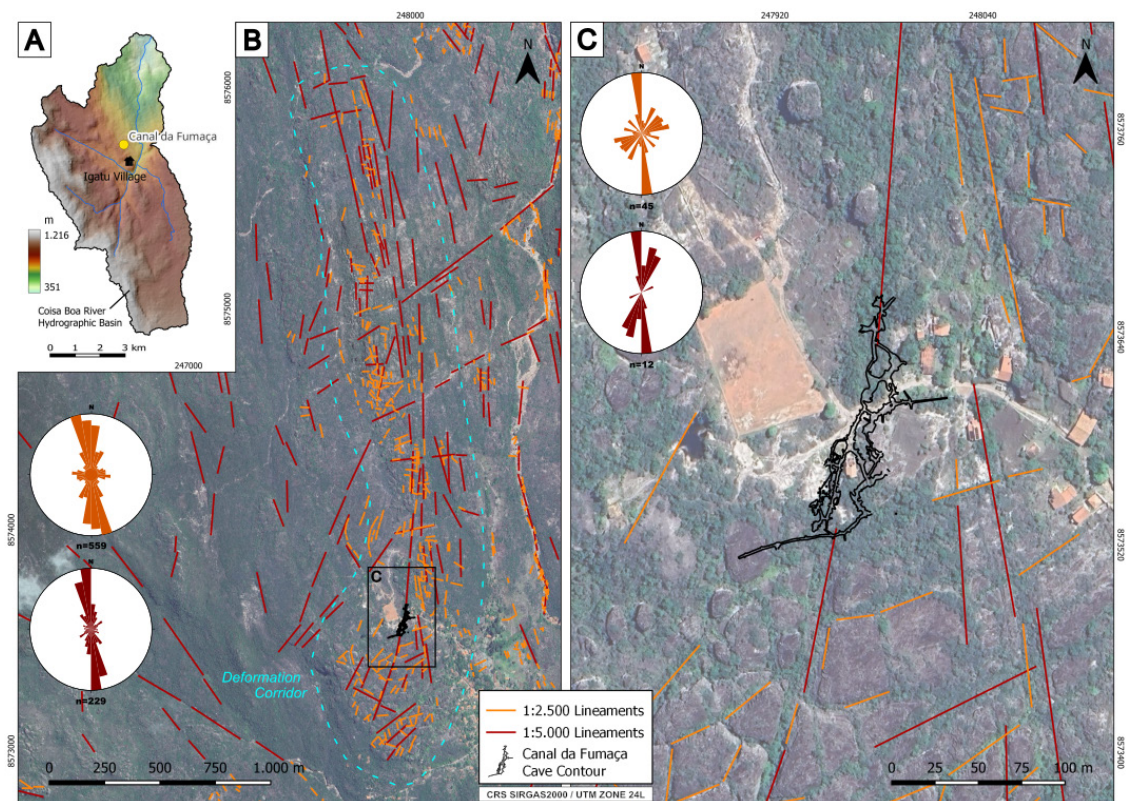 A
Canal da Fumaça
Igatu Village
m
1.216
351
Coisa Boa River
Hydrographic Basin
0 1 2 3 km
B
248000
N
8576000
8575000
247000
8574000
8573000
N
n=559
N
n=229
C
Deformation
Corridor
0 250 500 750 1.000 m
C
247920
248040
N
8573760
8573640
8573520
8573400
N
n=45
N
n=12
1:2.500 Lineaments
1:5.000 Lineaments
Canal da Fumaça
Cave Contour
CRS SIRGAS2000 / UTM ZONE 24L
0 25 50 75 100 m